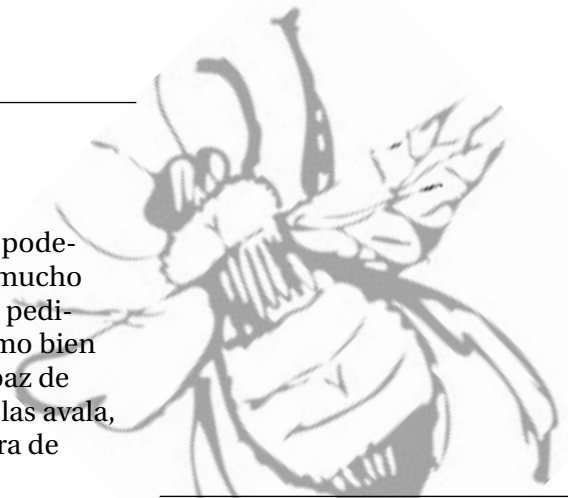 pode-
mucho
pedi-
mo bien
paz de
las avala,
ra de